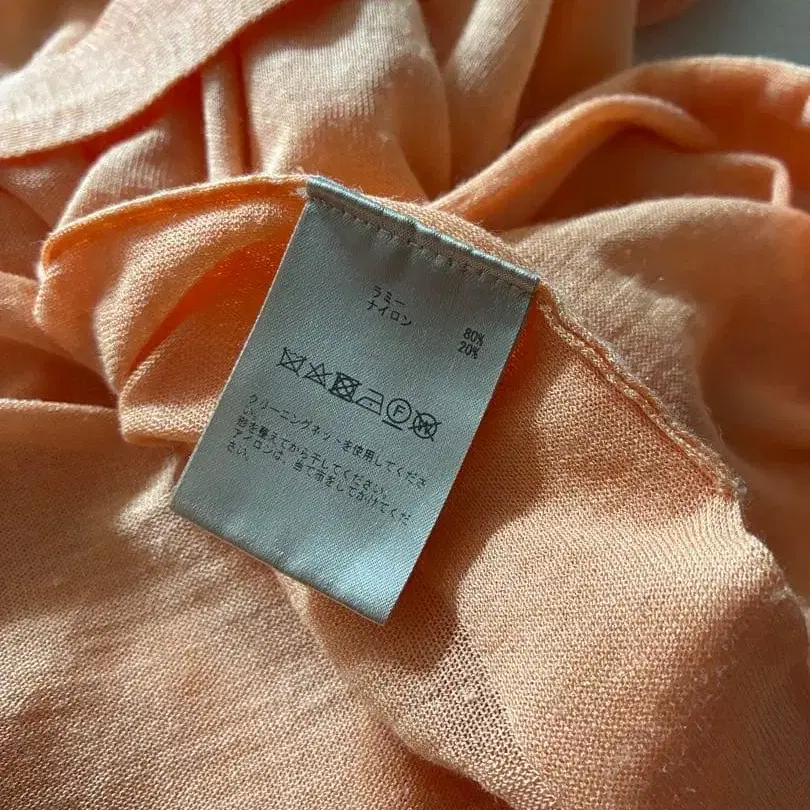 ラミー 80%
ナイロン 20%
F W
クリーニングネットを使用してくださ
い。
形を整えてから干してください。
アイロンは、当て布をしてかけてくだ
さい。